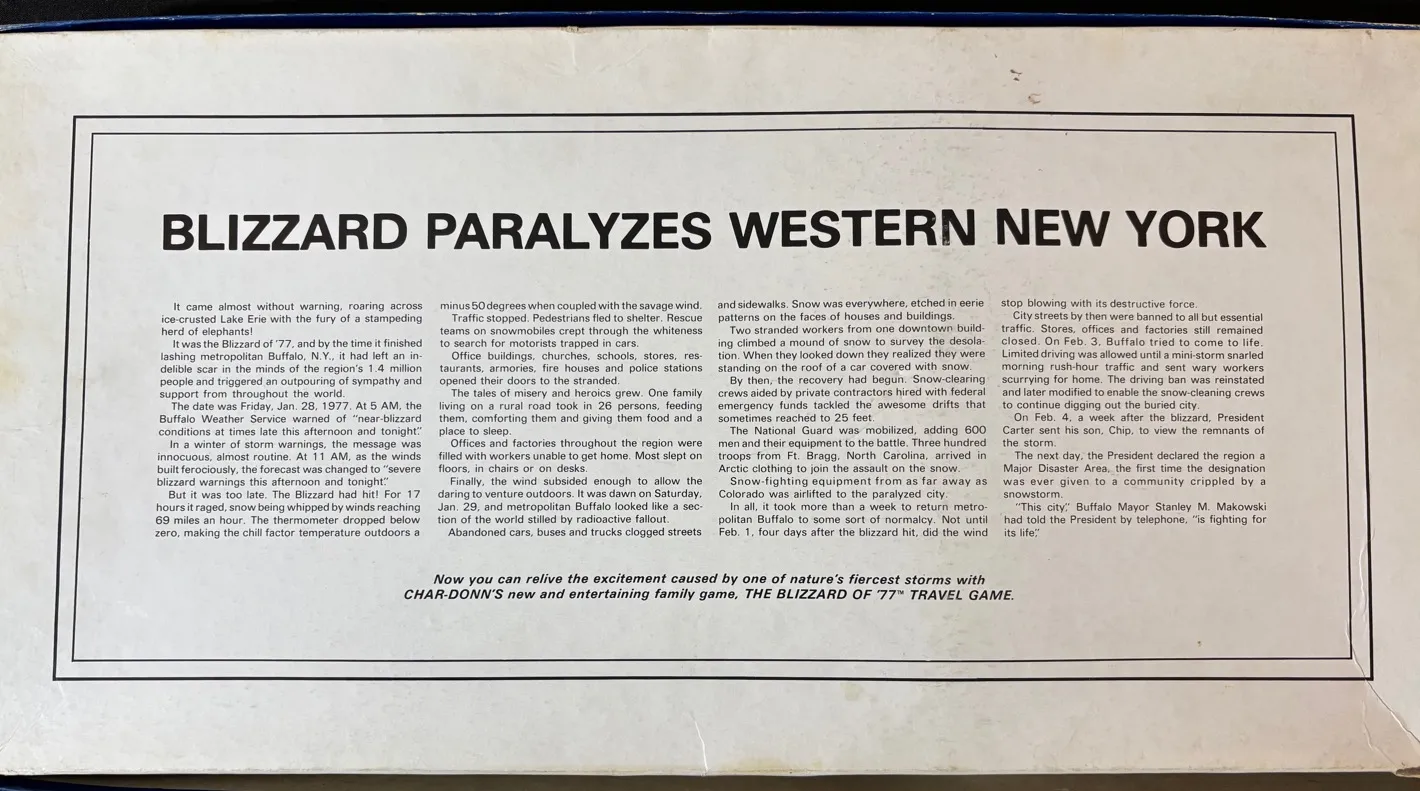 BLIZZARD PARALYZES WESTERN NEW YORK
It came almost without warning, roaring across
ice-crusted Lake Erie with the fury of a stampeding
herd of elephants!
It was the Blizzard of '77, and by the time it finished
lashing metropolitan Buffalo, N.Y., it had left an in-
delible scar in the minds of the region's 1.4 million
people and triggered an outpouring of sympathy and
support from throughout the world.
The date was Friday, Jan. 28, 1977. At 5 AM, the
Buffalo Weather Service warned of "near-blizzard
conditions at times late this afternoon and tonight."
In a winter of storm warnings, the message was
innocuous, almost routine. At 11 AM, as the winds
built ferociously, the forecast was changed to "severe
blizzard warnings this afternoon and tonight."
But it was too late. The Blizzard had hit! For 17
hours it raged, snow being whipped by winds reaching
69 miles an hour. The thermometer dropped below
zero, making the chill factor temperature outdoors a
minus 50 degrees when coupled with the savage wind.
Traffic stopped. Pedestrians fled to shelter. Rescue
teams on snowmobiles crept through the whiteness
to search for motorists trapped in cars.
Office buildings, churches, schools, stores, res-
taurants, armories, fire houses and police stations
opened their doors to the stranded.
The tales of misery and heroics grew. One family
living on a rural road took in 26 persons, feeding
them, comforting them and giving them food and a
place to sleep.
Offices and factories throughout the region were
filled with workers unable to get home. Most slept on
floors, in chairs or on desks.
Finally, the wind subsided enough to allow the
daring to venture outdoors. It was dawn on Saturday,
Jan. 29, and metropolitan Buffalo looked like a sec-
tion of the world stilled by radioactive fallout.
Abandoned cars, buses and trucks clogged streets
and sidewalks. Snow was everywhere, etched in eerie
patterns on the faces of houses and buildings.
Two stranded workers from one downtown build-
ing climbed a mound of snow to survey the desola-
tion. When they looked down they realized they were
standing on the roof of a car covered with snow.
By then, the recovery had begun. Snow-clearing
crews aided by private contractors hired with federal
emergency funds tackled the awesome drifts that
sometimes reached to 25 feet.
The National Guard was mobilized, adding 600
men and their equipment to the battle. Three hundred
troops from Ft. Bragg, North Carolina, arrived in
Arctic clothing to join the assault on the snow.
Snow-fighting equipment from as far away as
Colorado was airlifted to the paralyzed city.
In all, it took more than a week to return metro-
politan Buffalo to some sort of normalcy. Not until
Feb. 1, four days after the blizzard hit, did the wind
stop blowing with its destructive force.
City streets by then were banned to all but essential
traffic. Stores, offices and factories still remained
closed. On Feb. 3, Buffalo tried to come to life.
Limited driving was allowed until a mini-storm snarled
morning rush-hour traffic and sent wary workers
scurrying for home. The driving ban was reinstated
and later modified to enable the snow-cleaning crews
to continue digging out the buried city.
On Feb. 4, a week after the blizzard, President
Carter sent his son, Chip, to view the remnants of
the storm.
The next day, the President declared the region a
Major Disaster Area, the first time the designation
was ever given to a community crippled by a
snowstorm.
"This city," Buffalo Mayor Stanley M. Makowski
had told the President by telephone, "is fighting for
its life."
Now you can relive the excitement caused by one of nature's fiercest storms with
CHAR-DONN'S new and entertaining family game, THE BLIZZARD OF '77™ TRAVEL GAME.